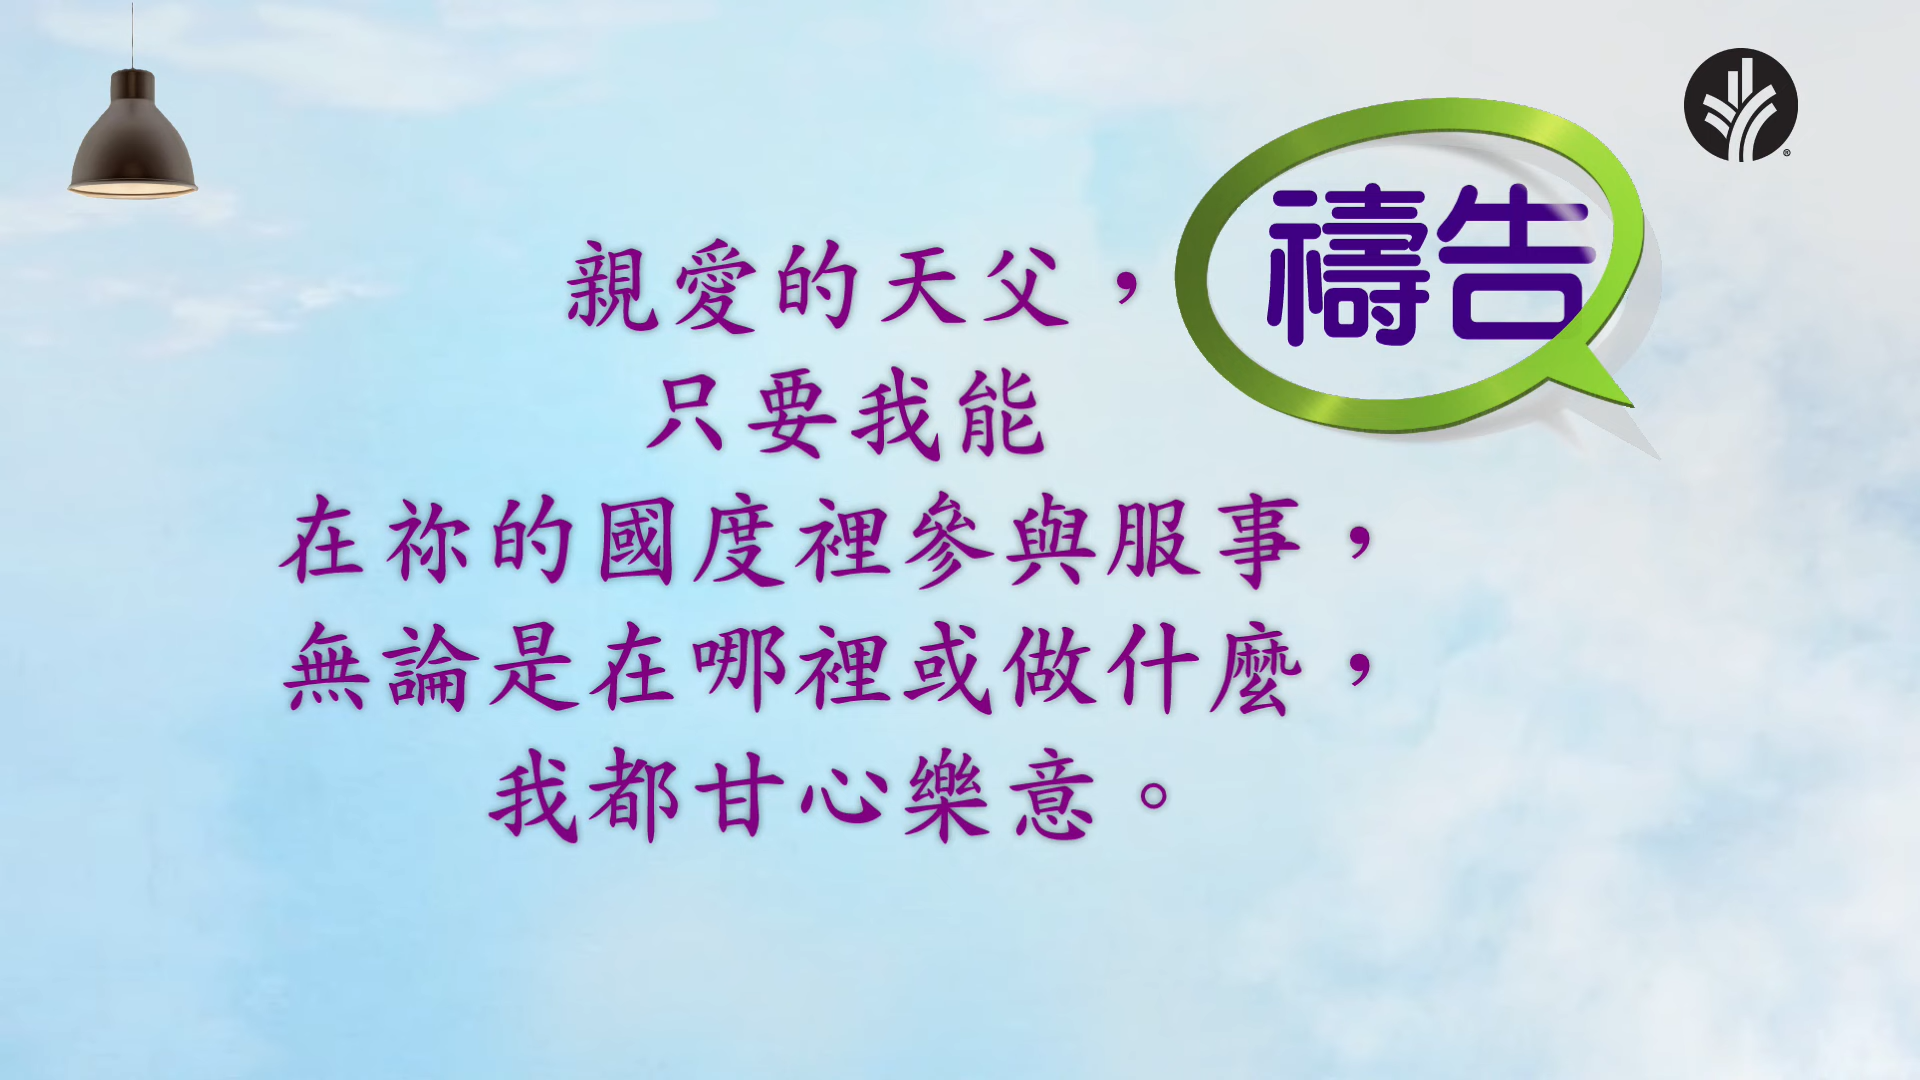 禱告
親愛的天父，
只要我能
在祢的國度裡參與服事，
無論是在哪裡或做什麼，
我都甘心樂意。